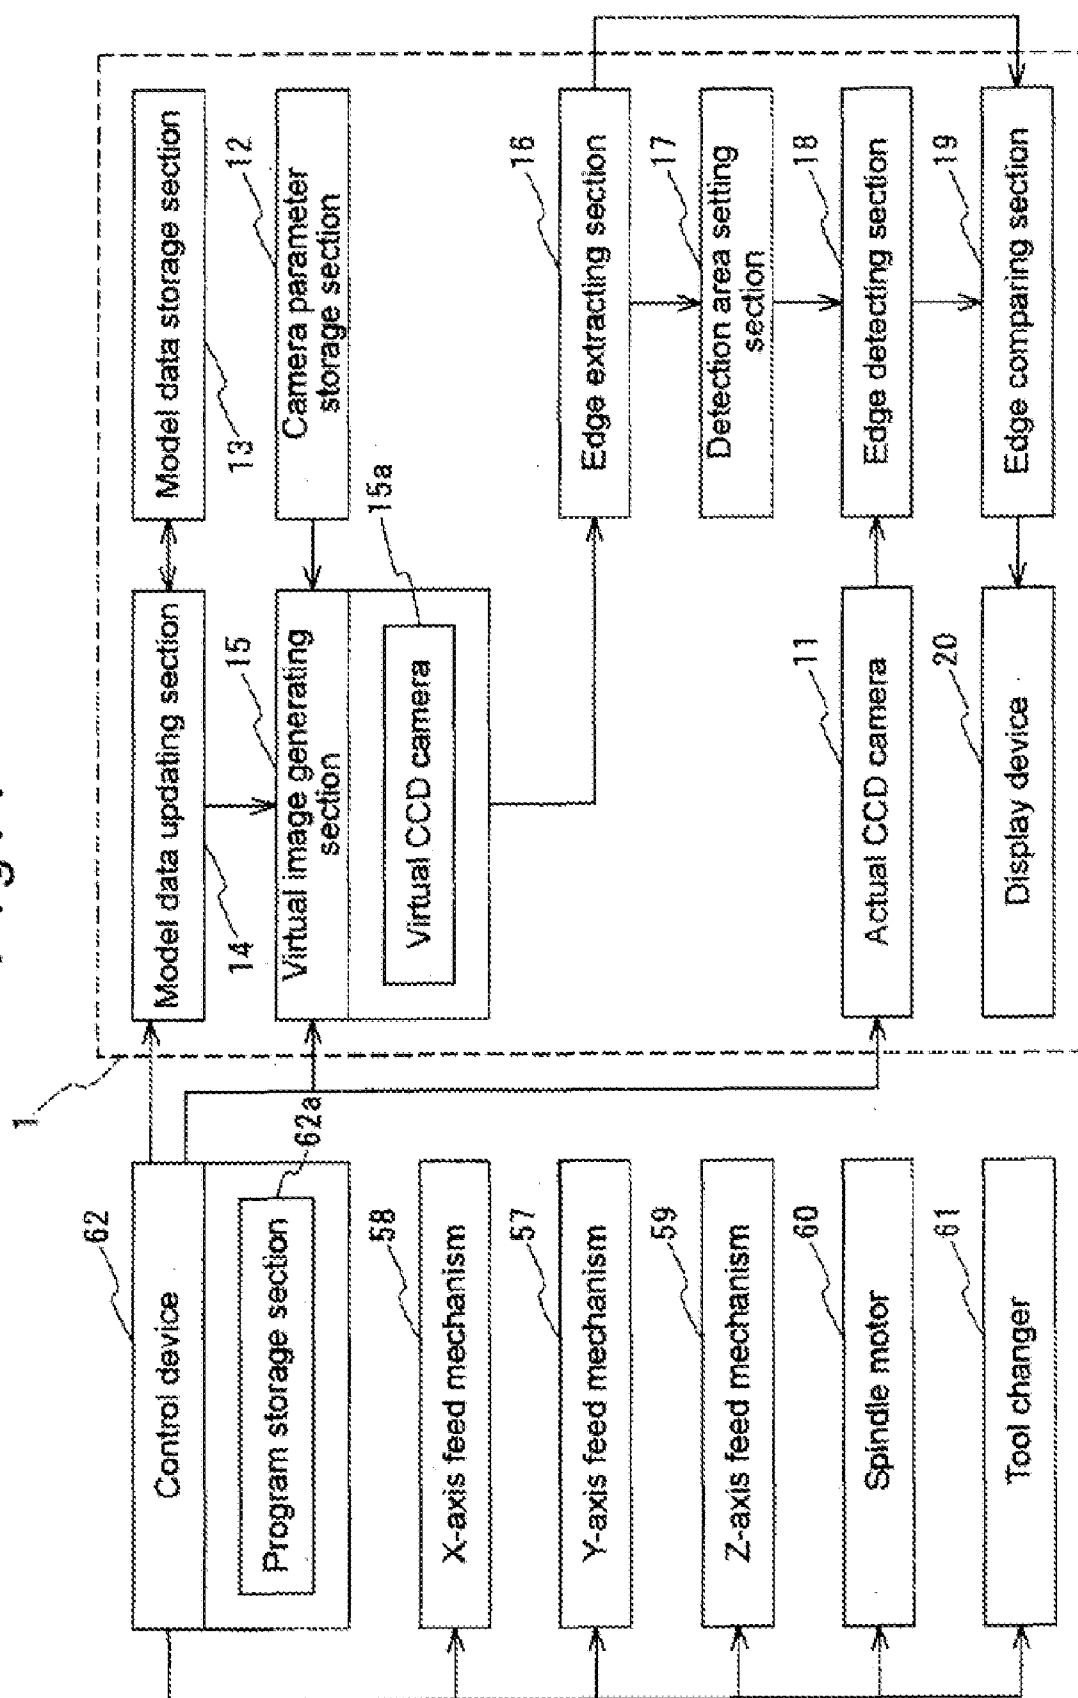 1
62
Control device
Program storage section
62a
58
X-axis feed mechanism
57
Y-axis feed mechanism
59
Z-axis feed mechanism
60
Spindle motor
61
Tool changer
Model data updating section
14
Model data storage section
13
15
Virtual image generating
section
15a
Virtual CCD camera
12
Camera parameter
storage section
16
Edge extracting section
17
Detection area setting
section
11
Actual CCD camera
18
Edge detecting section
20
Display device
19
Edge comparing section